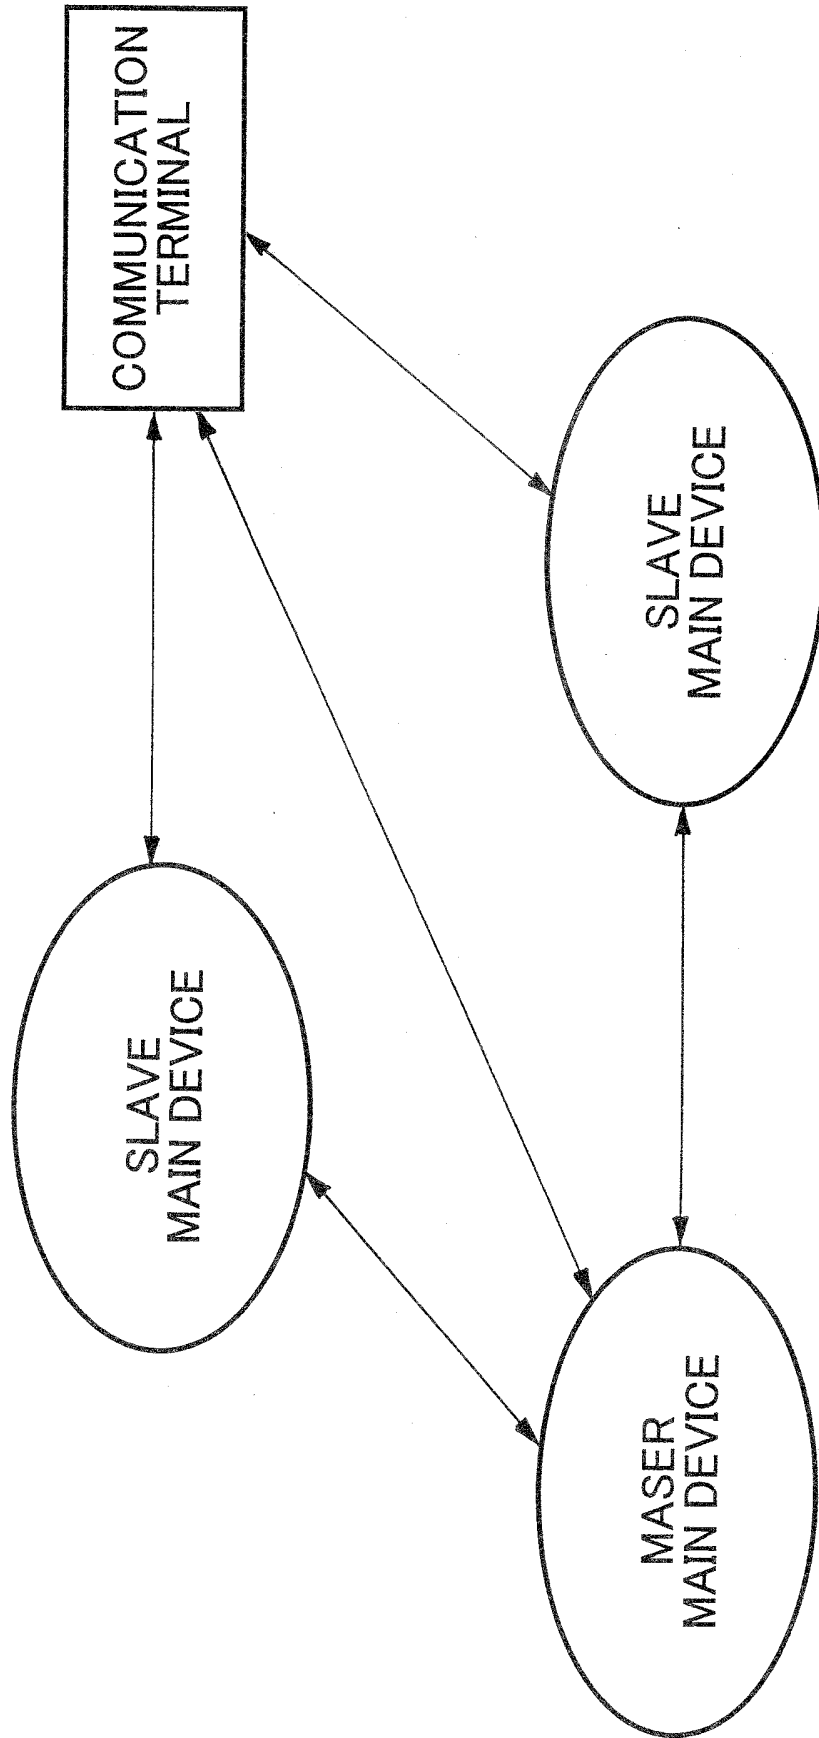 SLAVE
MAIN DEVICE
COMMUNICATION
TERMINAL
MASER
MAIN DEVICE
SLAVE
MAIN DEVICE